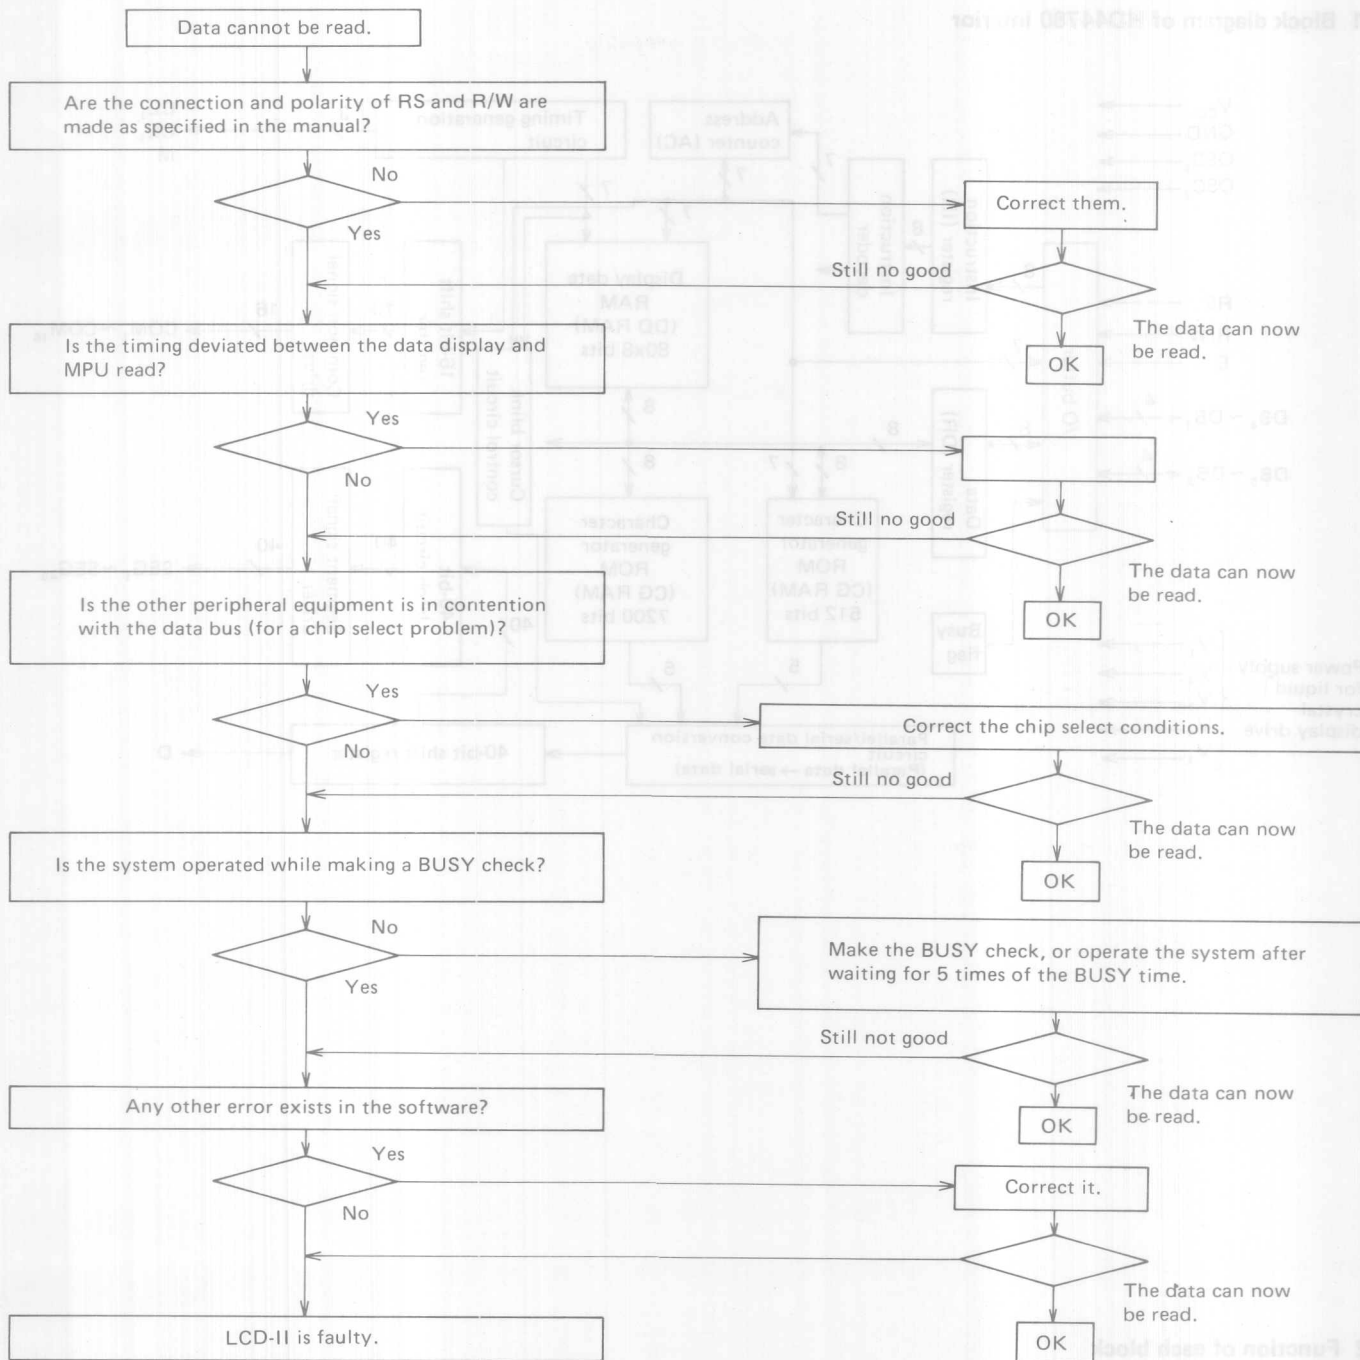 Data cannot be read.
Are the connection and polarity of RS and R/W are
made as specified in the manual?
No
Yes
Correct them.
Still no good
The data can now
be read.
OK
Is the timing deviated between the data display and
MPU read?
Yes
No
Still no good
The data can now
be read.
OK
Is the other peripheral equipment is in contention
with the data bus (for a chip select problem)?
Yes
No
Correct the chip select conditions.
Still no good
The data can now
be read.
OK
Is the system operated while making a BUSY check?
No
Yes
Make the BUSY check, or operate the system after
waiting for 5 times of the BUSY time.
Still not good
The data can now
be read.
OK
Any other error exists in the software?
Yes
No
Correct it.
The data can now
be read.
OK
LCD-II is faulty.